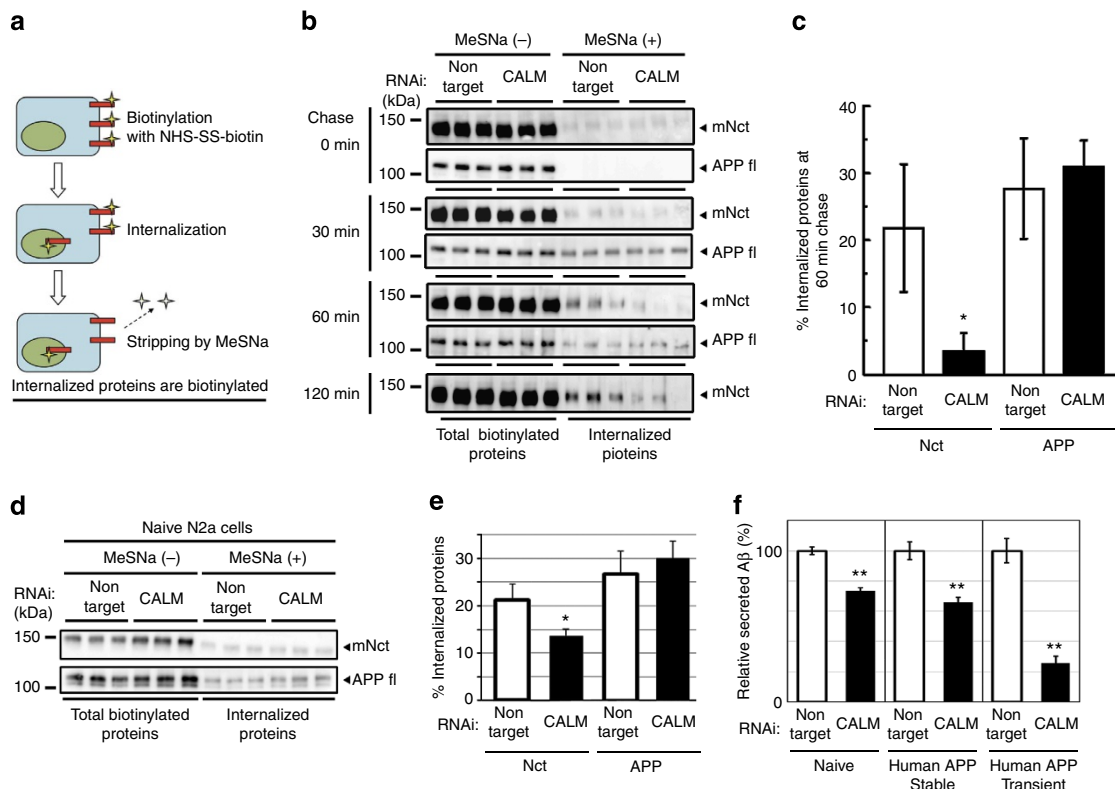 a
Biotinylation
with NHS-SS-biotin
Internalization
Stripping by MeSNa
Internalized proteins are biotinylated
b
MeSNa (–) MeSNa (+)
RNAi: Non target CALM Non target CALM
(kDa)
Chase
0 min
150 mNct
100 APP fl
30 min
150 mNct
100 APP fl
60 min
150 mNct
100 APP fl
120 min
150 mNct
Total biotinylated proteins Internalized pioteins
c
% Internalized proteins at
60 min chase
40
30
20
10
0
RNAi: Non target CALM Non target CALM
*
Nct APP
d
Naive N2a cells
MeSNa (–) MeSNa (+)
RNAi: Non target CALM Non target CALM
(kDa)
150 mNct
100 APP fl
Total biotinylated proteins Internalized proteins
e
% Internalized proteins
30
20
10
0
*
RNAi: Non target CALM Non target CALM
Nct APP
f
Relative secreted Aβ (%)
100
0
** ** **
RNAi: Non target CALM Non target CALM Non target CALM
Naive Human APP Stable Human APP Transient